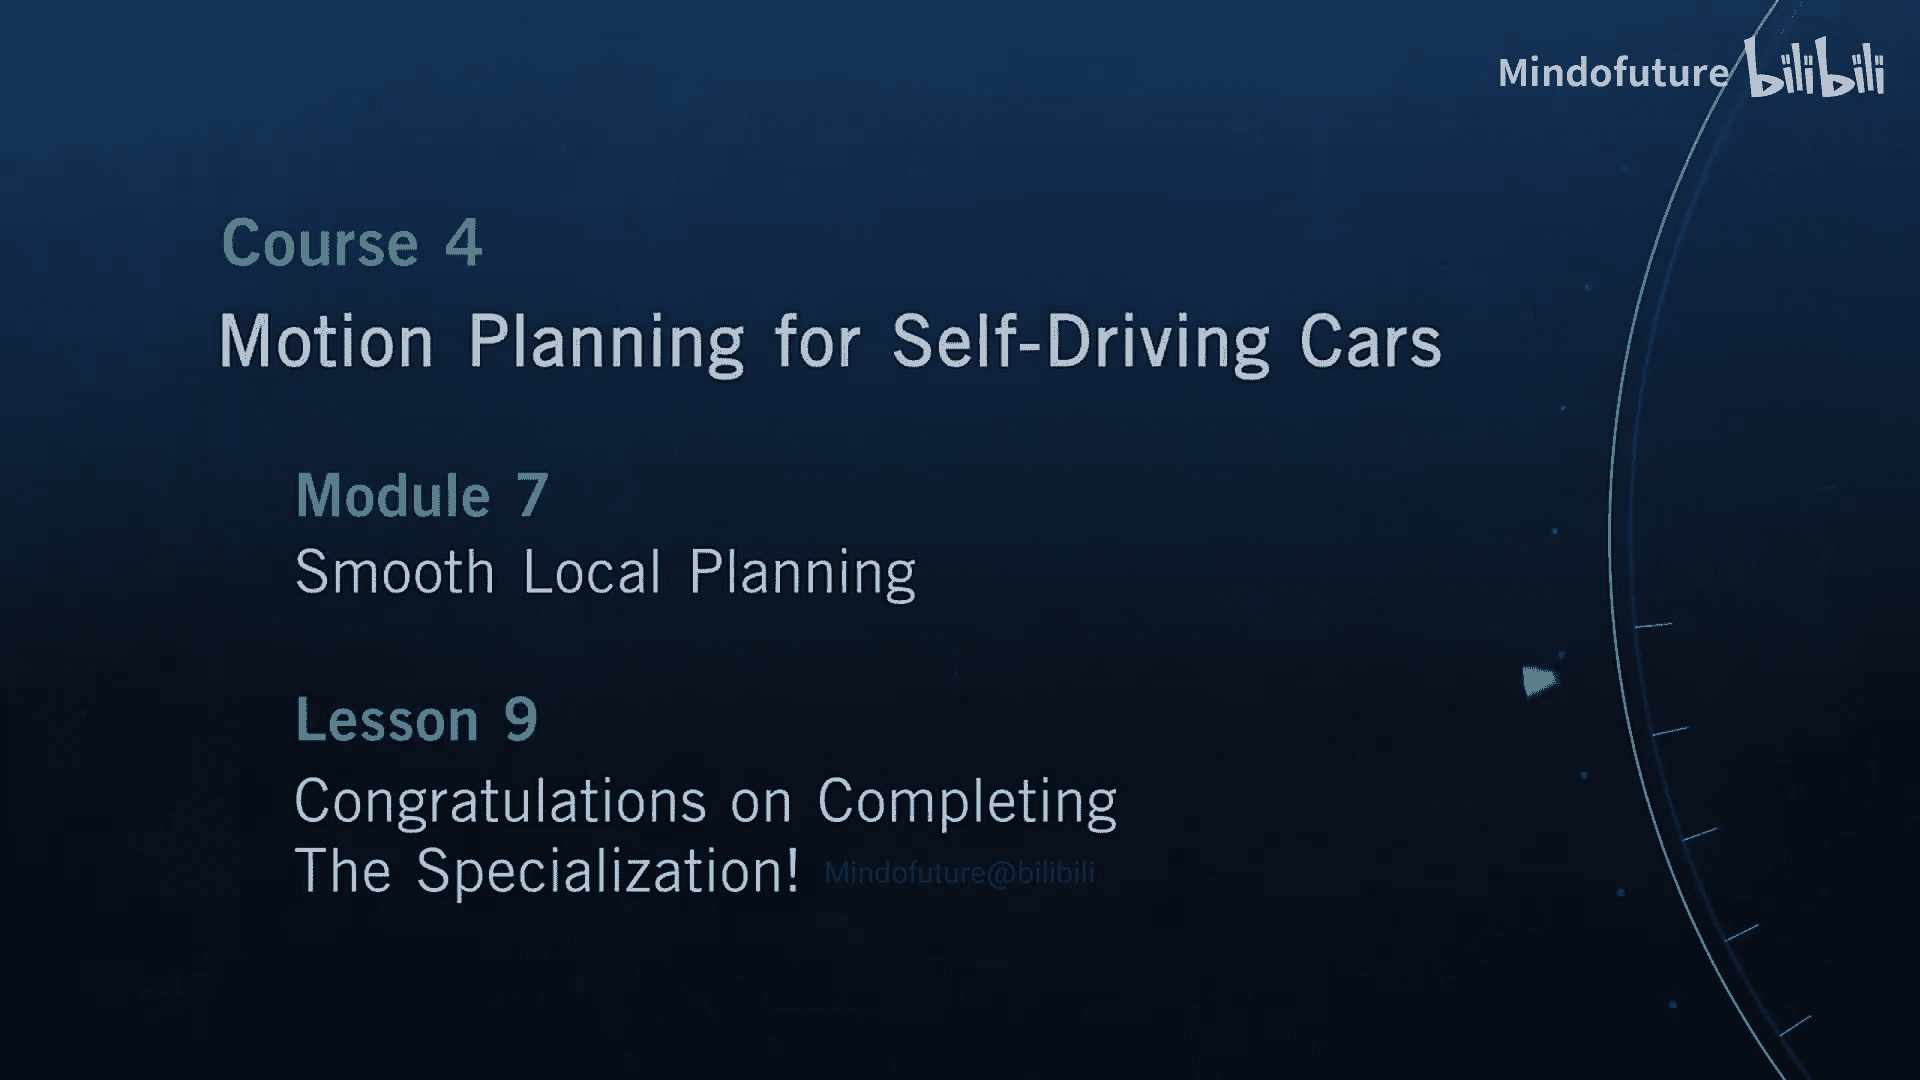 Mindofuture bilibili
Course 4
Motion Planning for Self-Driving Cars
Module 7
Smooth Local Planning
Lesson 9
Congratulations on Completing
The Specialization! Mindofuture@bilibili